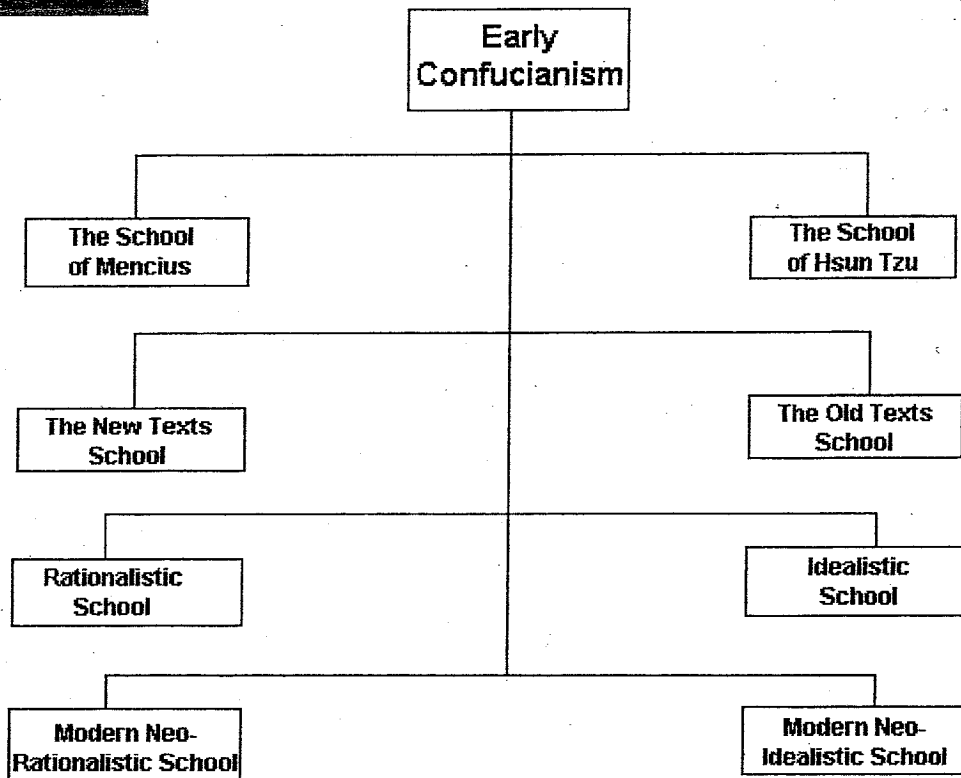 Early
Confucianism
The School
of Mencius
The School
of Hsun Tzu
The New Texts
School
The Old Texts
School
Rationalistic
School
Idealistic
School
Modern Neo-
Rationalistic School
Modern Neo-
Idealistic School